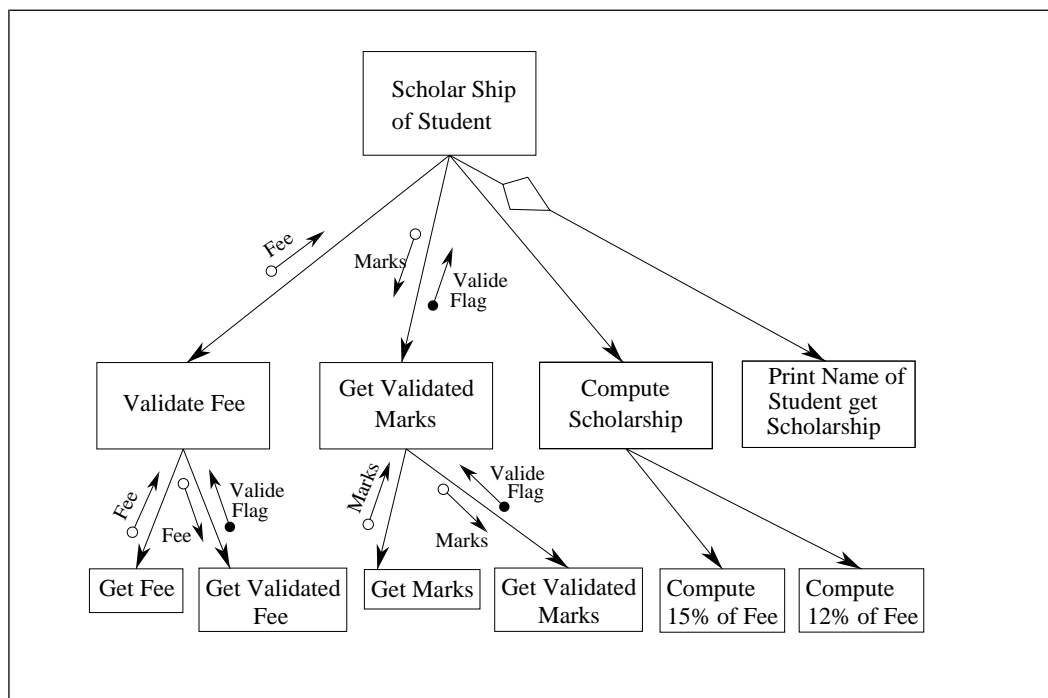 Scholar Ship
of Student
Fee
Marks
Valide
Flag
Validate Fee
Get Validated
Marks
Compute
Scholarship
Print Name of
Student get
Scholarship
Fee
Fee
Valide
Flag
Marks
Marks
Valide
Flag
Get Fee
Get Validated
Fee
Get Marks
Get Validated
Marks
Compute
15% of Fee
Compute
12% of Fee